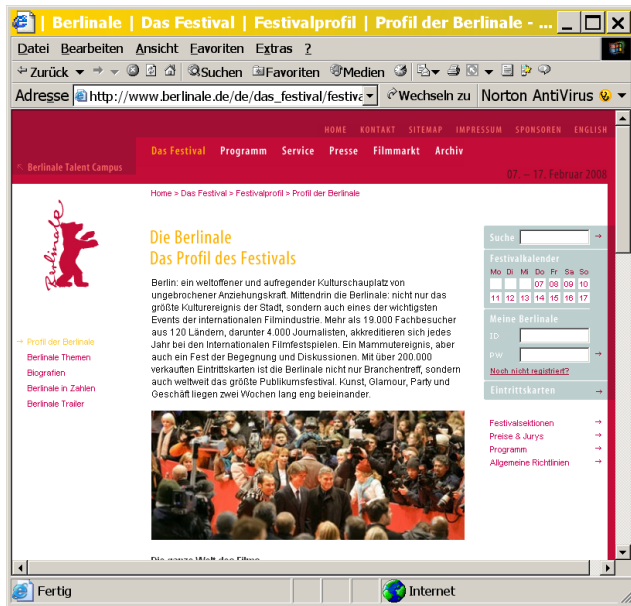 | Berlinale | Das Festival | Festivalprofil | Profil der Berlinale - ...
Datei Bearbeiten Ansicht Favoriten Extras ?
Zurück Suchen Favoriten Medien
Adresse http://www.berlinale.de/de/das_festival/festiva Wechseln zu Norton AntiVirus
HOME KONTAKT SITEMAP IMPRESSUM SPONSOREN ENGLISH
Das Festival Programm Service Presse Filmmarkt Archiv
Berlinale Talent Campus
07. – 17. Februar 2008
Home > Das Festival > Festivalprofil > Profil der Berlinale
Berlinale
Profil der Berlinale
Berlinale Themen
Biografien
Berlinale in Zahlen
Berlinale Trailer
Die Berlinale
Das Profil des Festivals
Berlin: ein weltoffener und aufregender Kulturschauplatz von
ungebrochener Anziehungskraft. Mittendrin die Berlinale: nicht nur das
größte Kulturereignis der Stadt, sondern auch eines der wichtigsten
Events der internationalen Filmindustrie. Mehr als 19.000 Fachbesucher
aus 120 Ländern, darunter 4.000 Journalisten, akkreditieren sich jedes
Jahr bei den Internationalen Filmfestspielen. Ein Mammutereignis, aber
auch ein Fest der Begegnung und Diskussionen. Mit über 200.000
verkauften Eintrittskarten ist die Berlinale nicht nur Branchentreff, sondern
auch weltweit das größte Publikumsfestival. Kunst, Glamour, Party und
Geschäft liegen zwei Wochen lang eng beieinander.
Die ganze Welt des Films
Suche
Festivalkalender
Mo Di Mi Do Fr Sa So
07 08 09 10
11 12 13 14 15 16 17
Meine Berlinale
ID
PW
Noch nicht registriert?
Eintrittskarten
Festivalsektionen
Preise & Jurys
Programm
Allgemeine Richtlinien
Fertig Internet